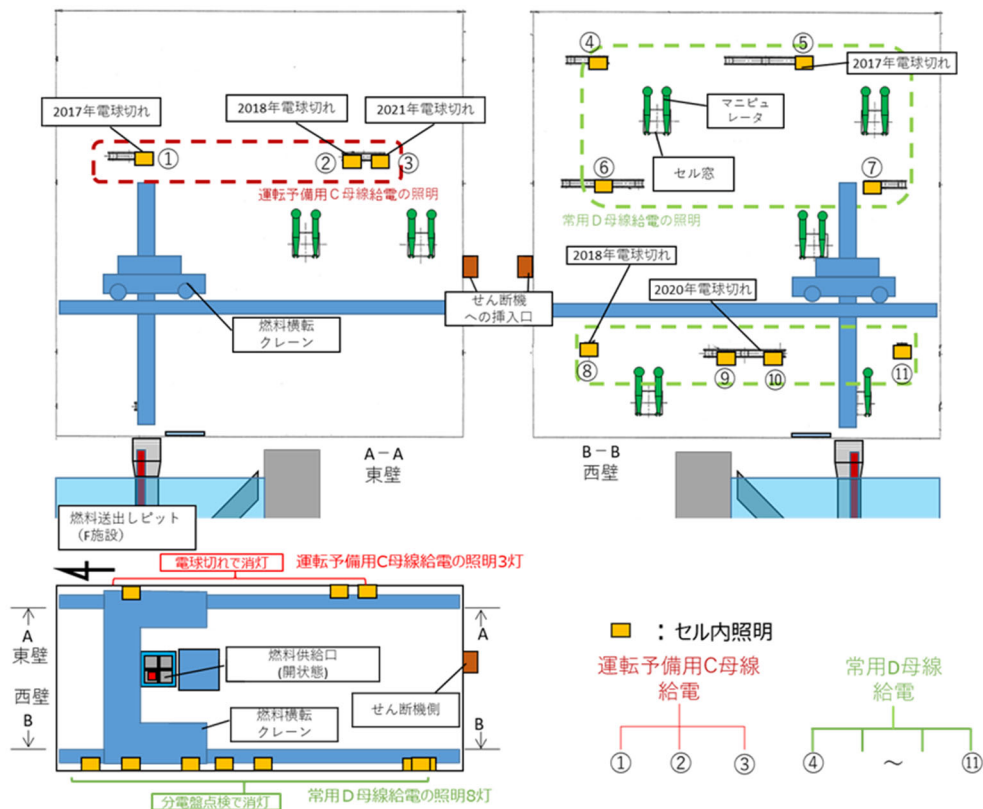 2017年電球切れ
2018年電球切れ
2021年電球切れ
①
②
③
運転予備用C母線給電の照明
燃料横転
クレーン
せん断機
への挿入口
④
⑤
2017年電球切れ
マニピュ
レータ
セル窓
⑥
⑦
常用D母線給電の照明
2018年電球切れ
2020年電球切れ
⑧
⑨
⑩
⑪
A－A
東壁
B－B
西壁
燃料送出しピット
（F施設）
電球切れで消灯
運転予備用C母線給電の照明3灯
A
東壁
西壁
B
燃料供給口
(開状態)
燃料横転
クレーン
A
せん断機側
B
分電盤点検で消灯
常用D母線給電の照明8灯
：セル内照明
運転予備用C母線
給電
①
②
③
常用D母線
給電
④
～
⑪